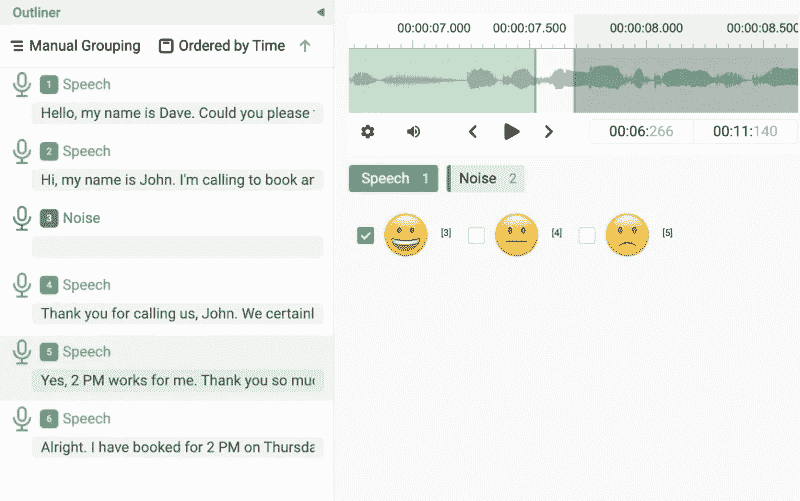 Outliner
Manual Grouping Ordered by Time
1 Speech
Hello, my name is Dave. Could you please
2 Speech
Hi, my name is John. I'm calling to book an
3 Noise
4 Speech
Thank you for calling us, John. We certainl
5 Speech
Yes, 2 PM works for me. Thank you so muc
6 Speech
Alright. I have booked for 2 PM on Thursda
00:00:07.000 00:00:07.500 00:00:08.000 00:00:08.500
00:06:266 00:11:140
Speech 1 Noise 2
[3] [4] [5]